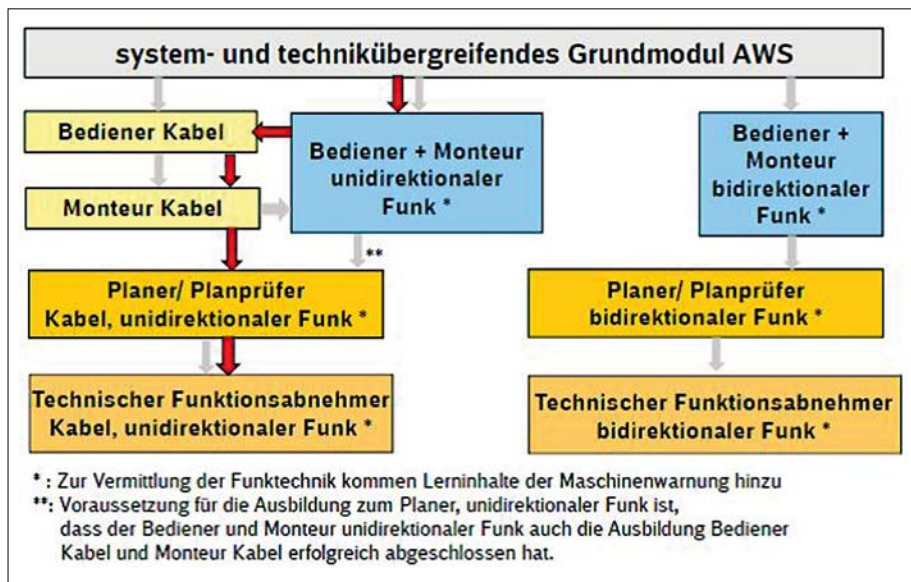 system- und technikübergreifendes Grundmodul AWS
Bediener Kabel
Monteur Kabel
Bediener + Monteur
unidirektionaler
Funk *
Bediener +
Monteur
bidirektionaler
Funk *
**
Planer/ Planprüfer
Kabel, unidirektionaler Funk *
Planer/ Planprüfer
bidirektionaler Funk *
Technischer Funktionsabnehmer
Kabel, unidirektionaler Funk *
Technischer Funktionsabnehmer
bidirektionaler Funk *
* : Zur Vermittlung der Funktechnik kommen Lerninhalte der Maschinenwarnung hinzu
**: Voraussetzung für die Ausbildung zum Planer, unidirektionaler Funk ist,
dass der Bediener und Monteur unidirektionaler Funk auch die Ausbildung Bediener
Kabel und Monteur Kabel erfolgreich abgeschlossen hat.